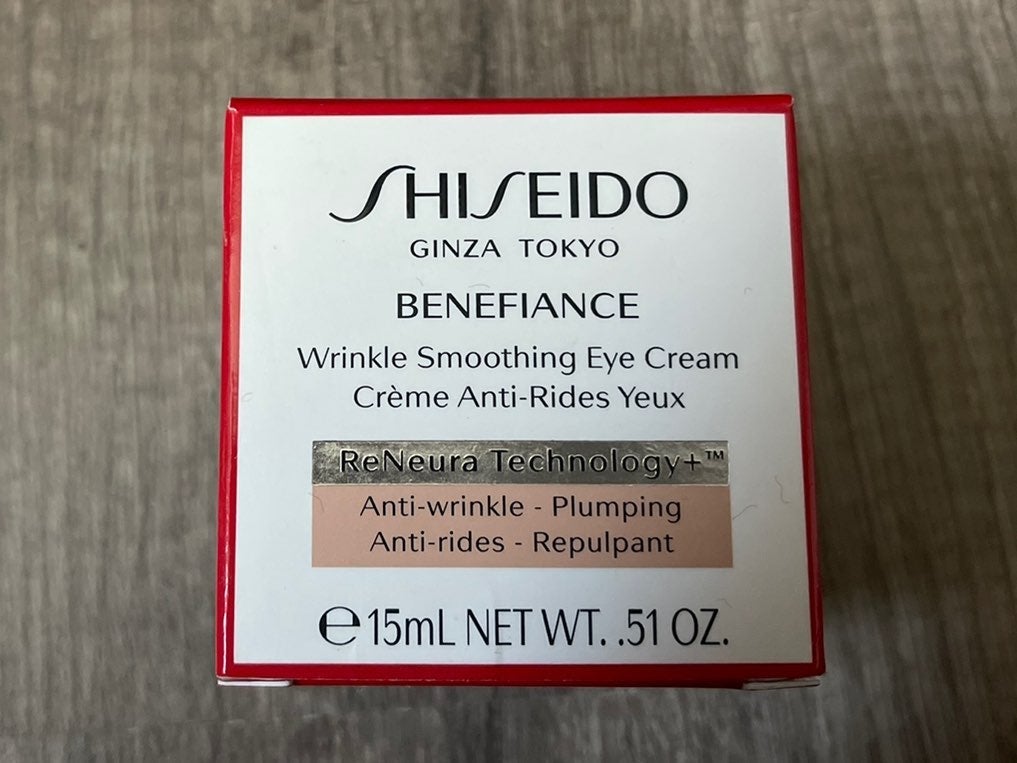 SHISEIDO
GINZA TOKYO
BENEFIANCE
Wrinkle Smoothing Eye Cream
Crème Anti-Rides Yeux
ReNeura Technology+™
Anti-wrinkle - Plumping
Anti-rides - Repulpant
℮15mL NET WT. .51 OZ.